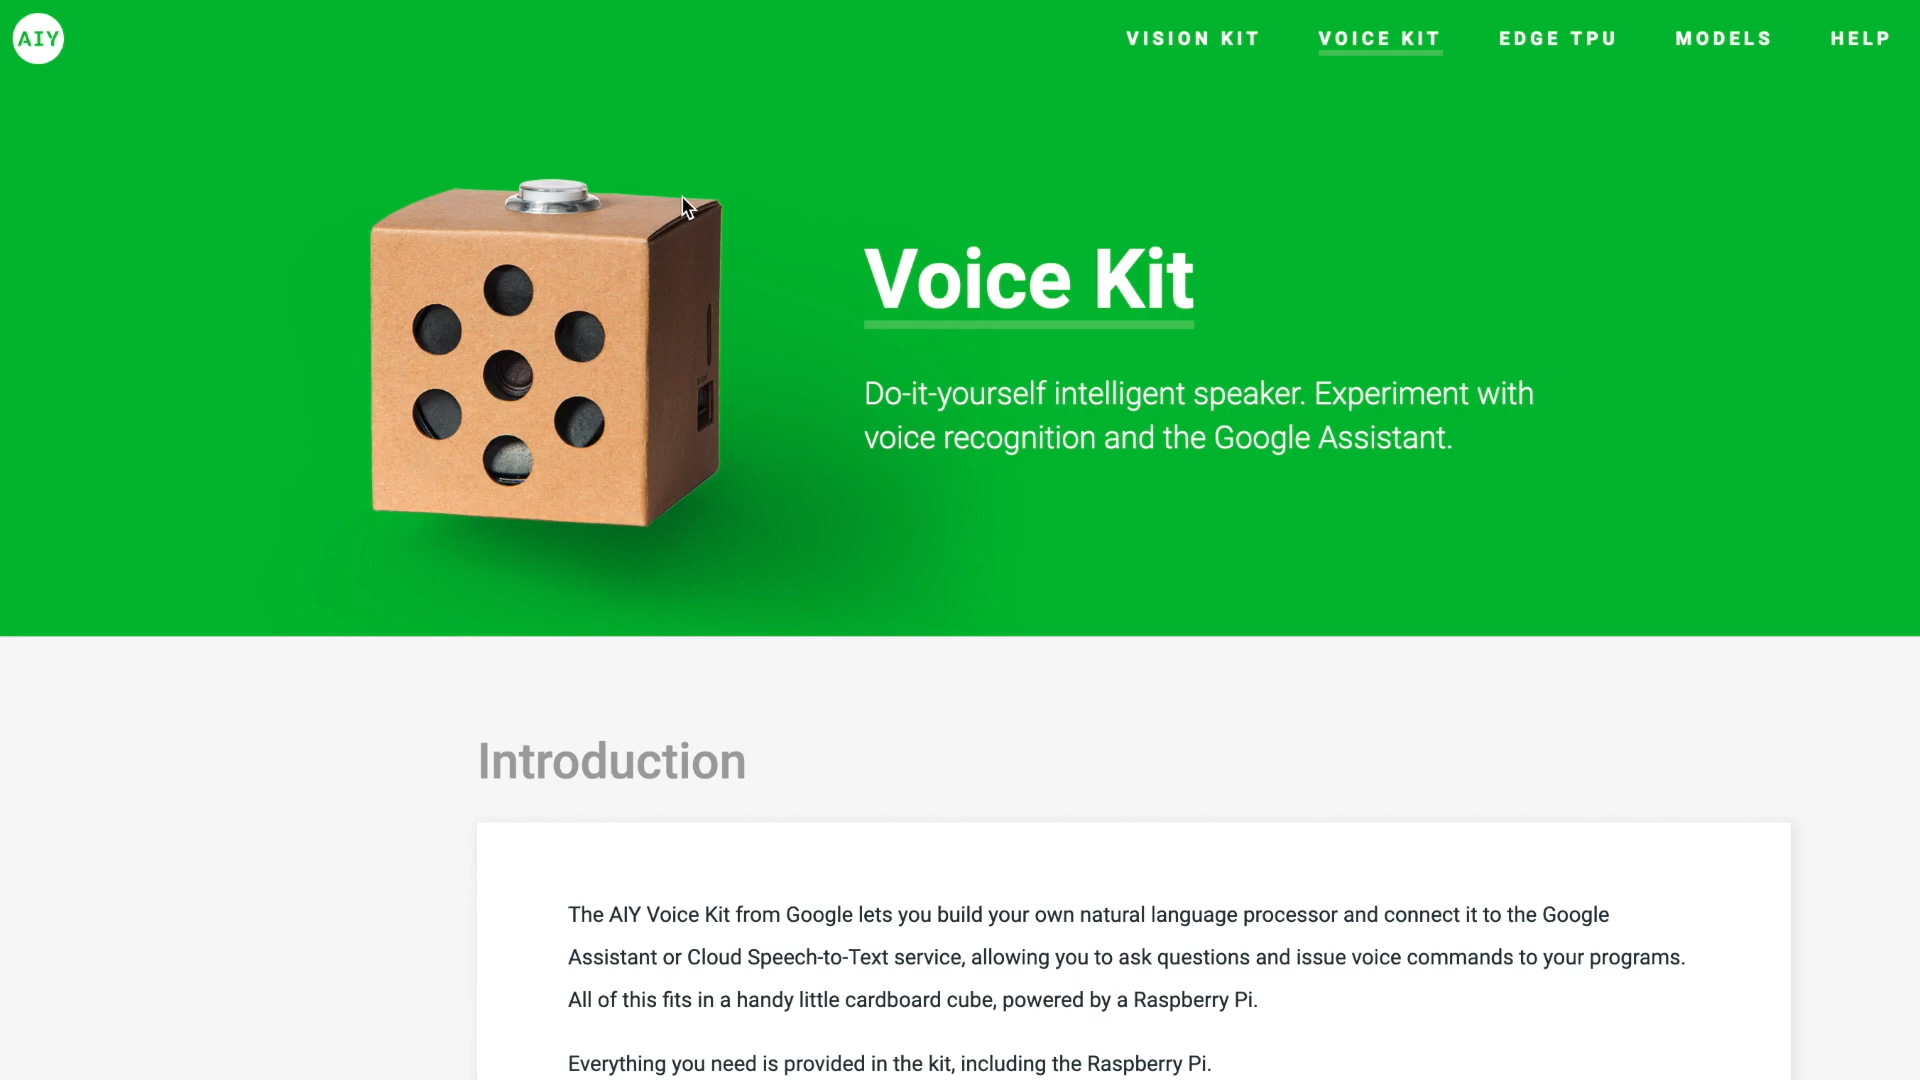 AIY
VISION KIT
VOICE KIT
EDGE TPU
MODELS
HELP
Voice Kit
Do-it-yourself intelligent speaker. Experiment with
voice recognition and the Google Assistant.
Introduction
The AIY Voice Kit from Google lets you build your own natural language processor and connect it to the Google
Assistant or Cloud Speech-to-Text service, allowing you to ask questions and issue voice commands to your programs.
All of this fits in a handy little cardboard cube, powered by a Raspberry Pi.
Everything you need is provided in the kit, including the Raspberry Pi.